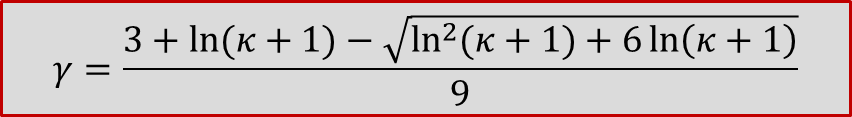 γ = (3 + ln(κ + 1) − √(ln²(κ + 1) + 6 ln(κ + 1))) / 9